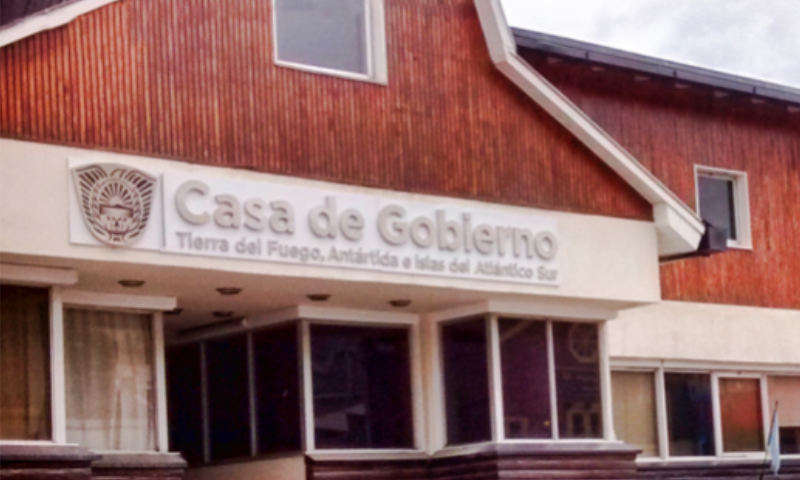 Casa de Gobierno
Tierra del Fuego, Antártida e Islas del Atlántico Sur